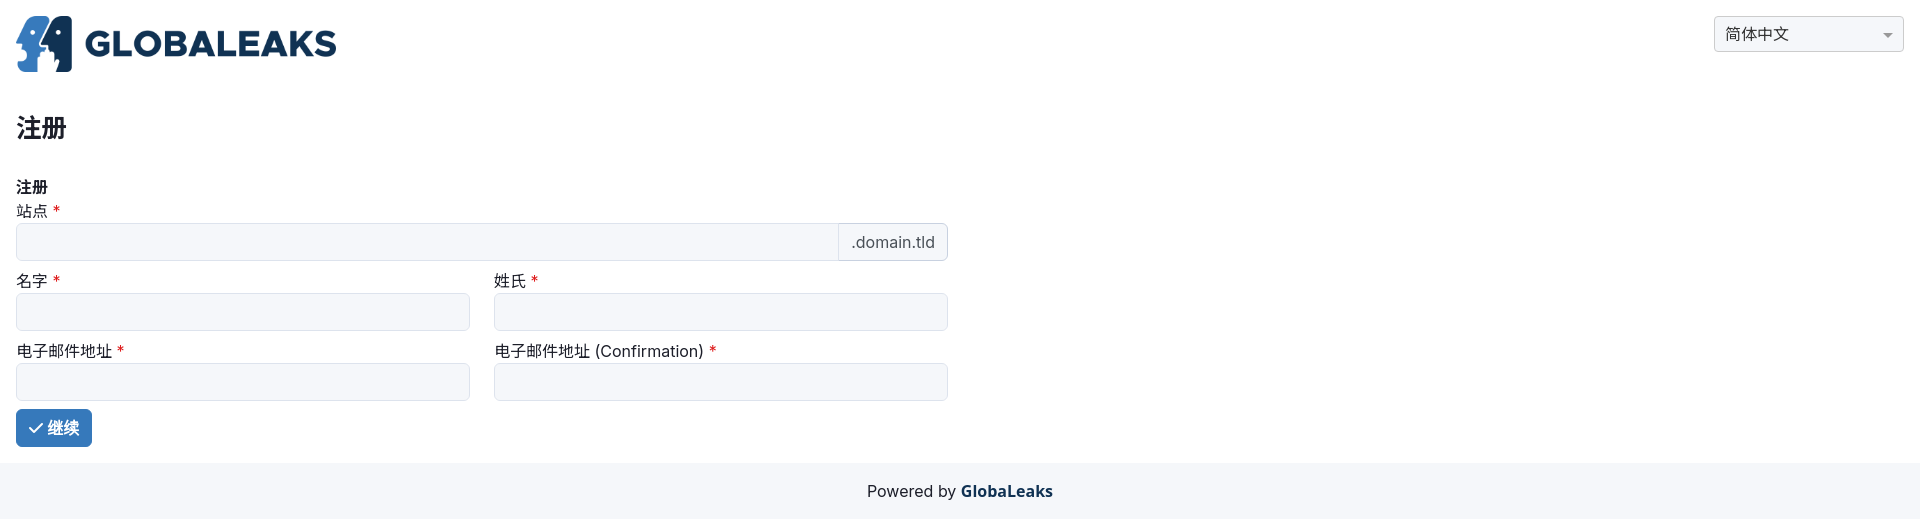 GLOBALEAKS
简体中文
注册
注册
站点 *
.domain.tld
名字 * 姓氏 *
电子邮件地址 * 电子邮件地址 (Confirmation) *
继续
Powered by GlobaLeaks